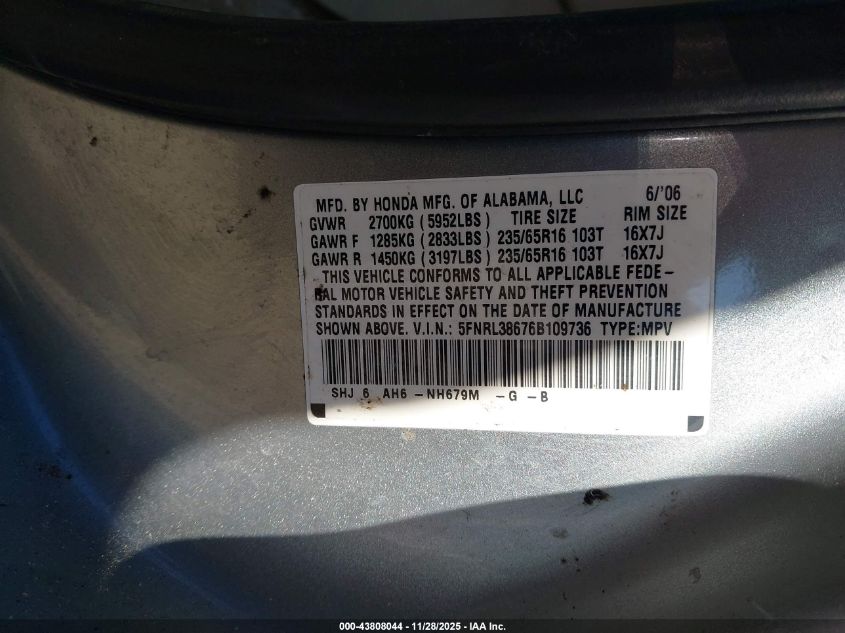 MFD. BY HONDA MFG. OF ALABAMA, LLC 6/'06
GVWR 2700KG (5952LBS) TIRE SIZE RIM SIZE
GAWR F 1285KG (2833LBS) 235/65R16 103T 16X7J
GAWR R 1450KG (3197LBS) 235/65R16 103T 16X7J
THIS VEHICLE CONFORMS TO ALL APPLICABLE FEDE-
RAL MOTOR VEHICLE SAFETY AND THEFT PREVENTION
STANDARDS IN EFFECT ON THE DATE OF MANUFACTURE
SHOWN ABOVE. V.I.N.: 5FNRL38676B109736 TYPE:MPV
SHJ 6 AH6 -NH679M -G -B
000-43808044 | 11/28/2025 - IAA Inc.